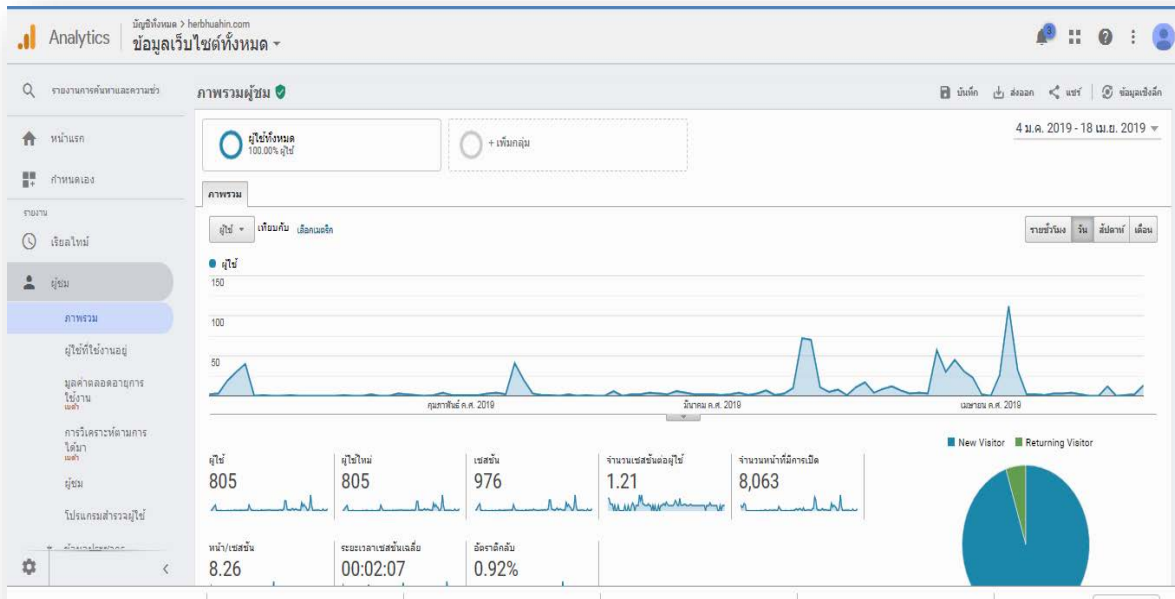 บัญชีทั้งหมด > herbhuahin.com
Analytics
ข้อมูลเว็บไซต์ทั้งหมด
3
รายงานการค้นหาและความช่ว
ภาพรวมผู้ชม
บันทึก
ส่งออก
แชร์
ข้อมูลเชิงลึก
หน้าแรก
กำหนดเอง
รายงาน
เรียลไทม์
ผู้ชม
ภาพรวม
ผู้ใช้ที่ใช้งานอยู่
มูลค่าตลอดอายุการ
ใช้งาน
เบต้า
การวิเคราะห์ตามการ
ได้มา
เบต้า
ผู้ชม
โปรแกรมสำรวจผู้ใช้
ผู้ใช้ทั้งหมด
100.00% ผู้ใช้
+ เพิ่มกลุ่ม
4 ม.ค. 2019 - 18 เม.ย. 2019
ภาพรวม
ผู้ใช้
เทียบกับ เลือกเมตริก
รายชั่วโมง วัน สัปดาห์ เดือน
ผู้ใช้
150
100
50
กุมภาพันธ์ ค.ศ. 2019
มีนาคม ค.ศ. 2019
เมษายน ค.ศ. 2019
New Visitor
Returning Visitor
ผู้ใช้
805
ผู้ใช้ใหม่
805
เซสชัน
976
จำนวนเซสชันต่อผู้ใช้
1.21
จำนวนหน้าที่มีการเปิด
8,063
หน้า/เซสชัน
8.26
ระยะเวลาเซสชันเฉลี่ย
00:02:07
อัตราตีกลับ
0.92%